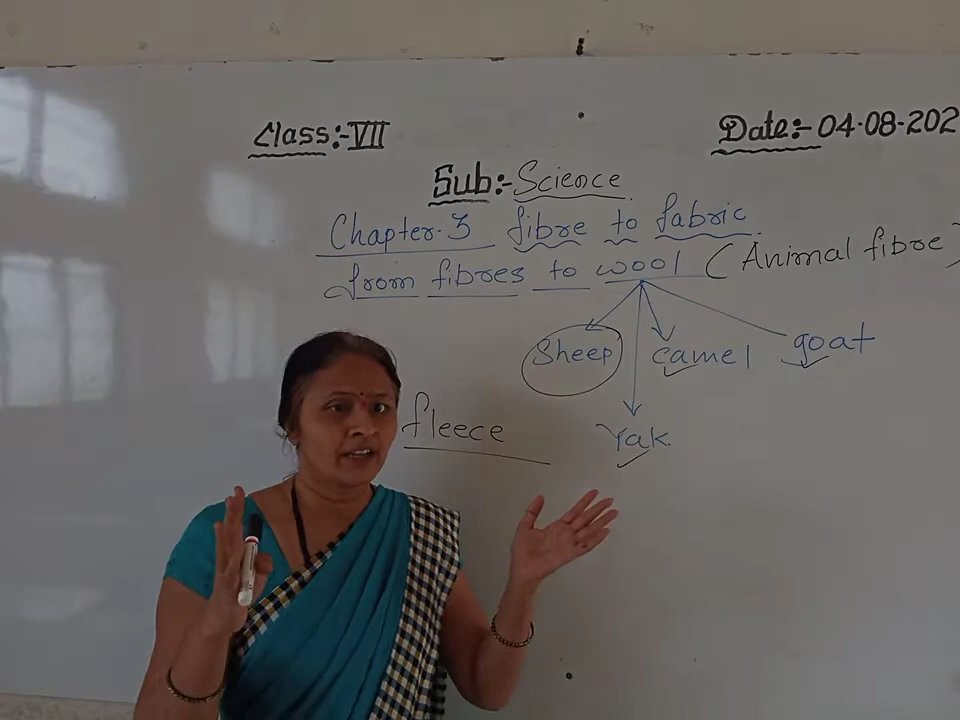 Class:-VII
Date:-04-08-202
Sub:-Science
Chapter-3 fibre to fabric
from fibres to wool (Animal fibre)
Sheep camel goat
fleece
Yak